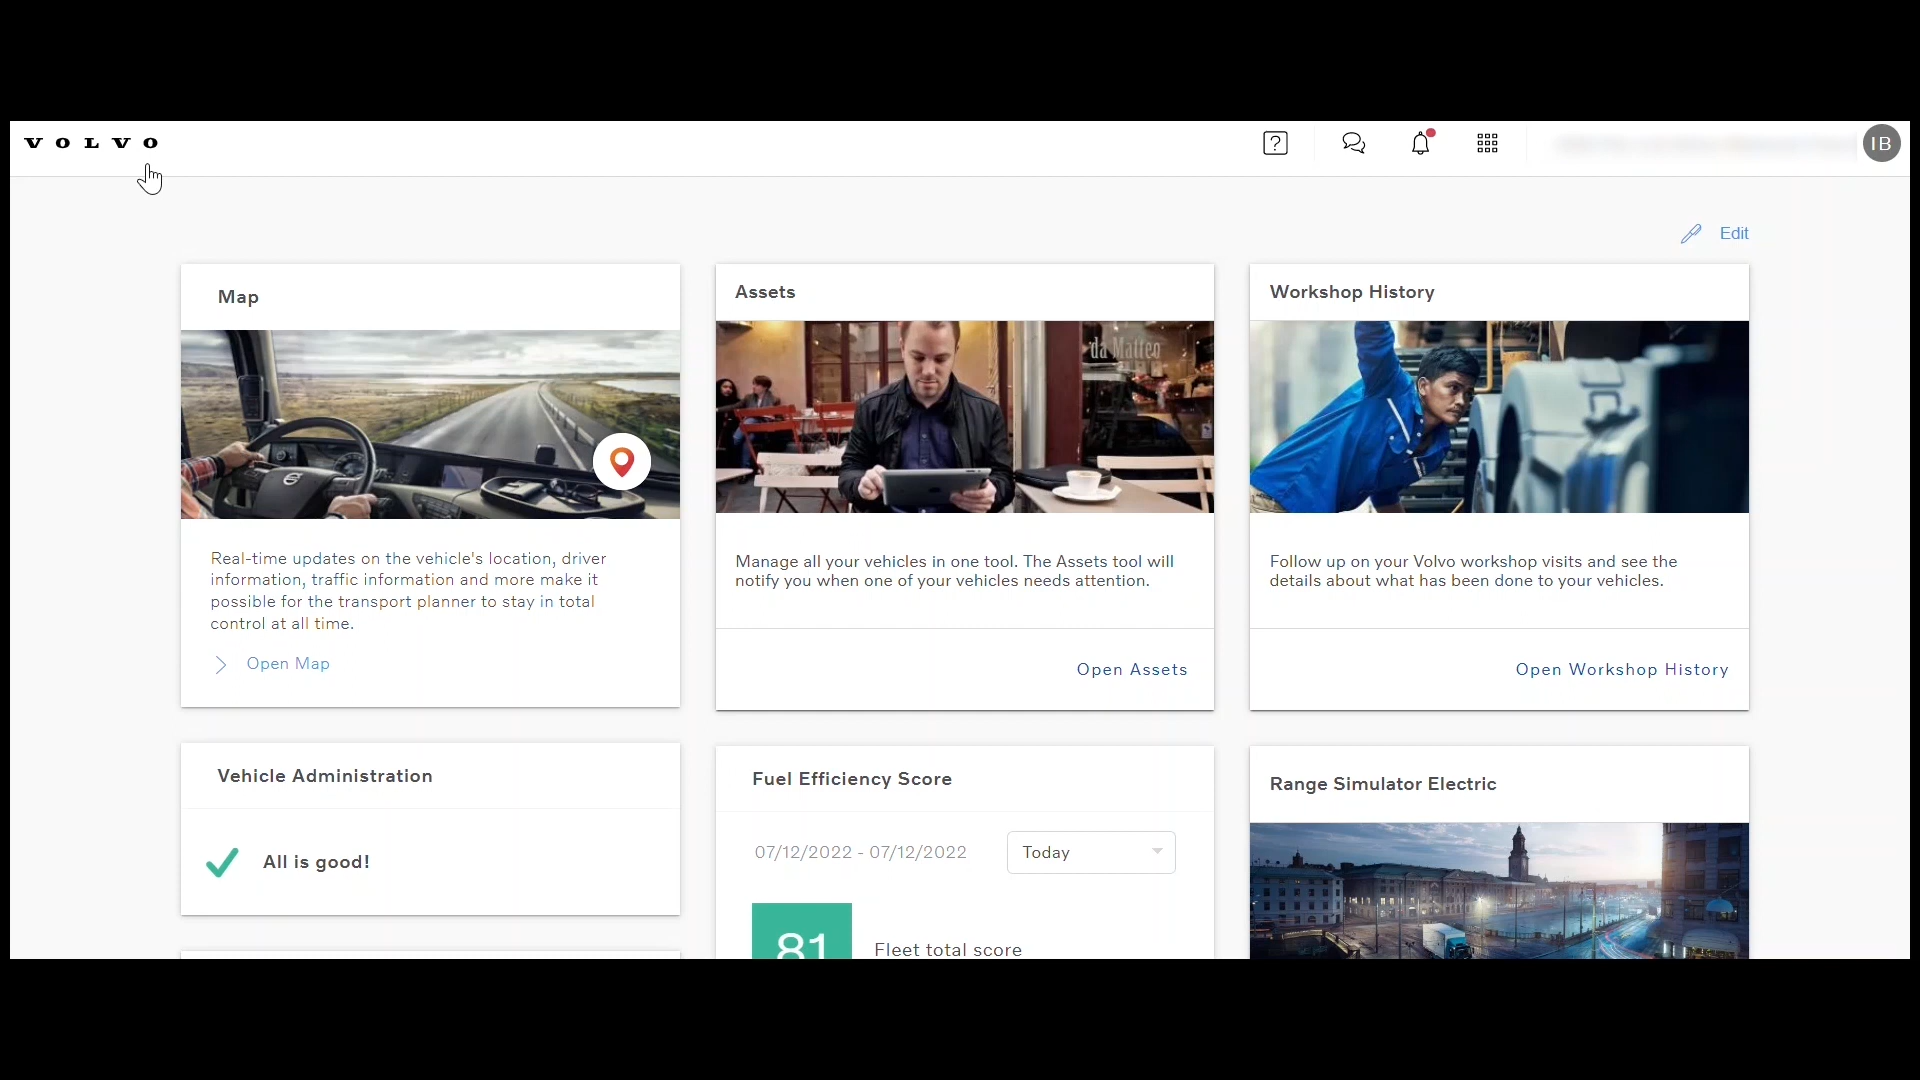 VOLVO
?
IB
Edit
Map
Assets
Workshop History
da Matteo
Real-time updates on the vehicle's location, driver
information, traffic information and more make it
possible for the transport planner to stay in total
control at all time.
Open Map
Manage all your vehicles in one tool. The Assets tool will
notify you when one of your vehicles needs attention.
Open Assets
Follow up on your Volvo workshop visits and see the
details about what has been done to your vehicles.
Open Workshop History
Vehicle Administration
All is good!
Fuel Efficiency Score
07/12/2022 - 07/12/2022
Today
81
Fleet total score
Range Simulator Electric